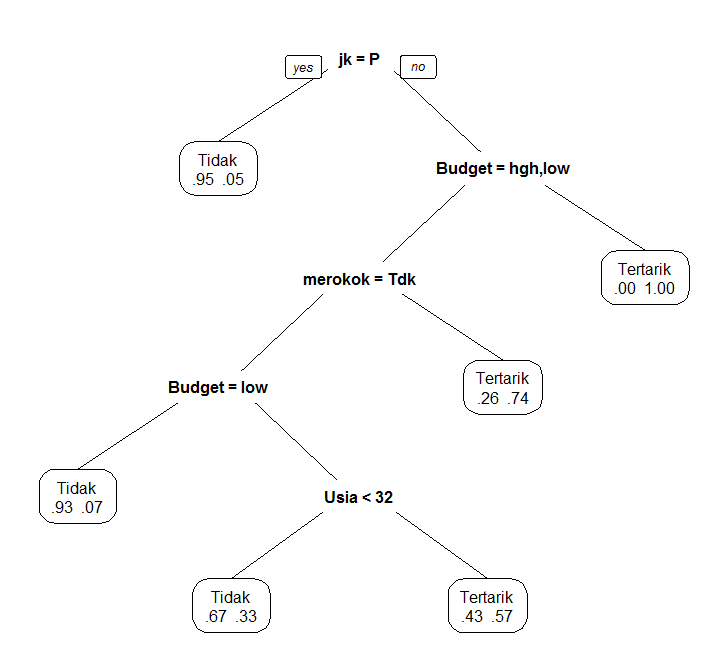 jk = P
yes
no
Tidak
.95 .05
Budget = hgh,low
Tertarik
.00 1.00
merokok = Tdk
Tertarik
.26 .74
Budget = low
Tidak
.93 .07
Usia < 32
Tidak
.67 .33
Tertarik
.43 .57